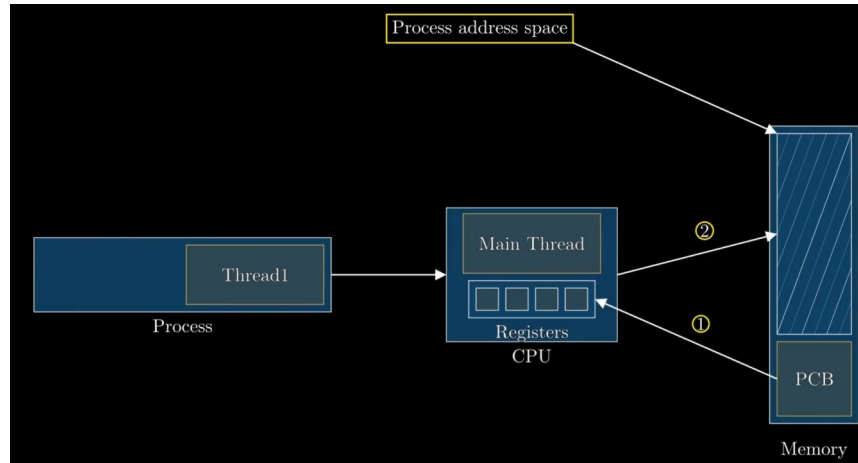 Process address space
Main Thread
②
Thread1
Process
Registers
①
CPU
PCB
Memory